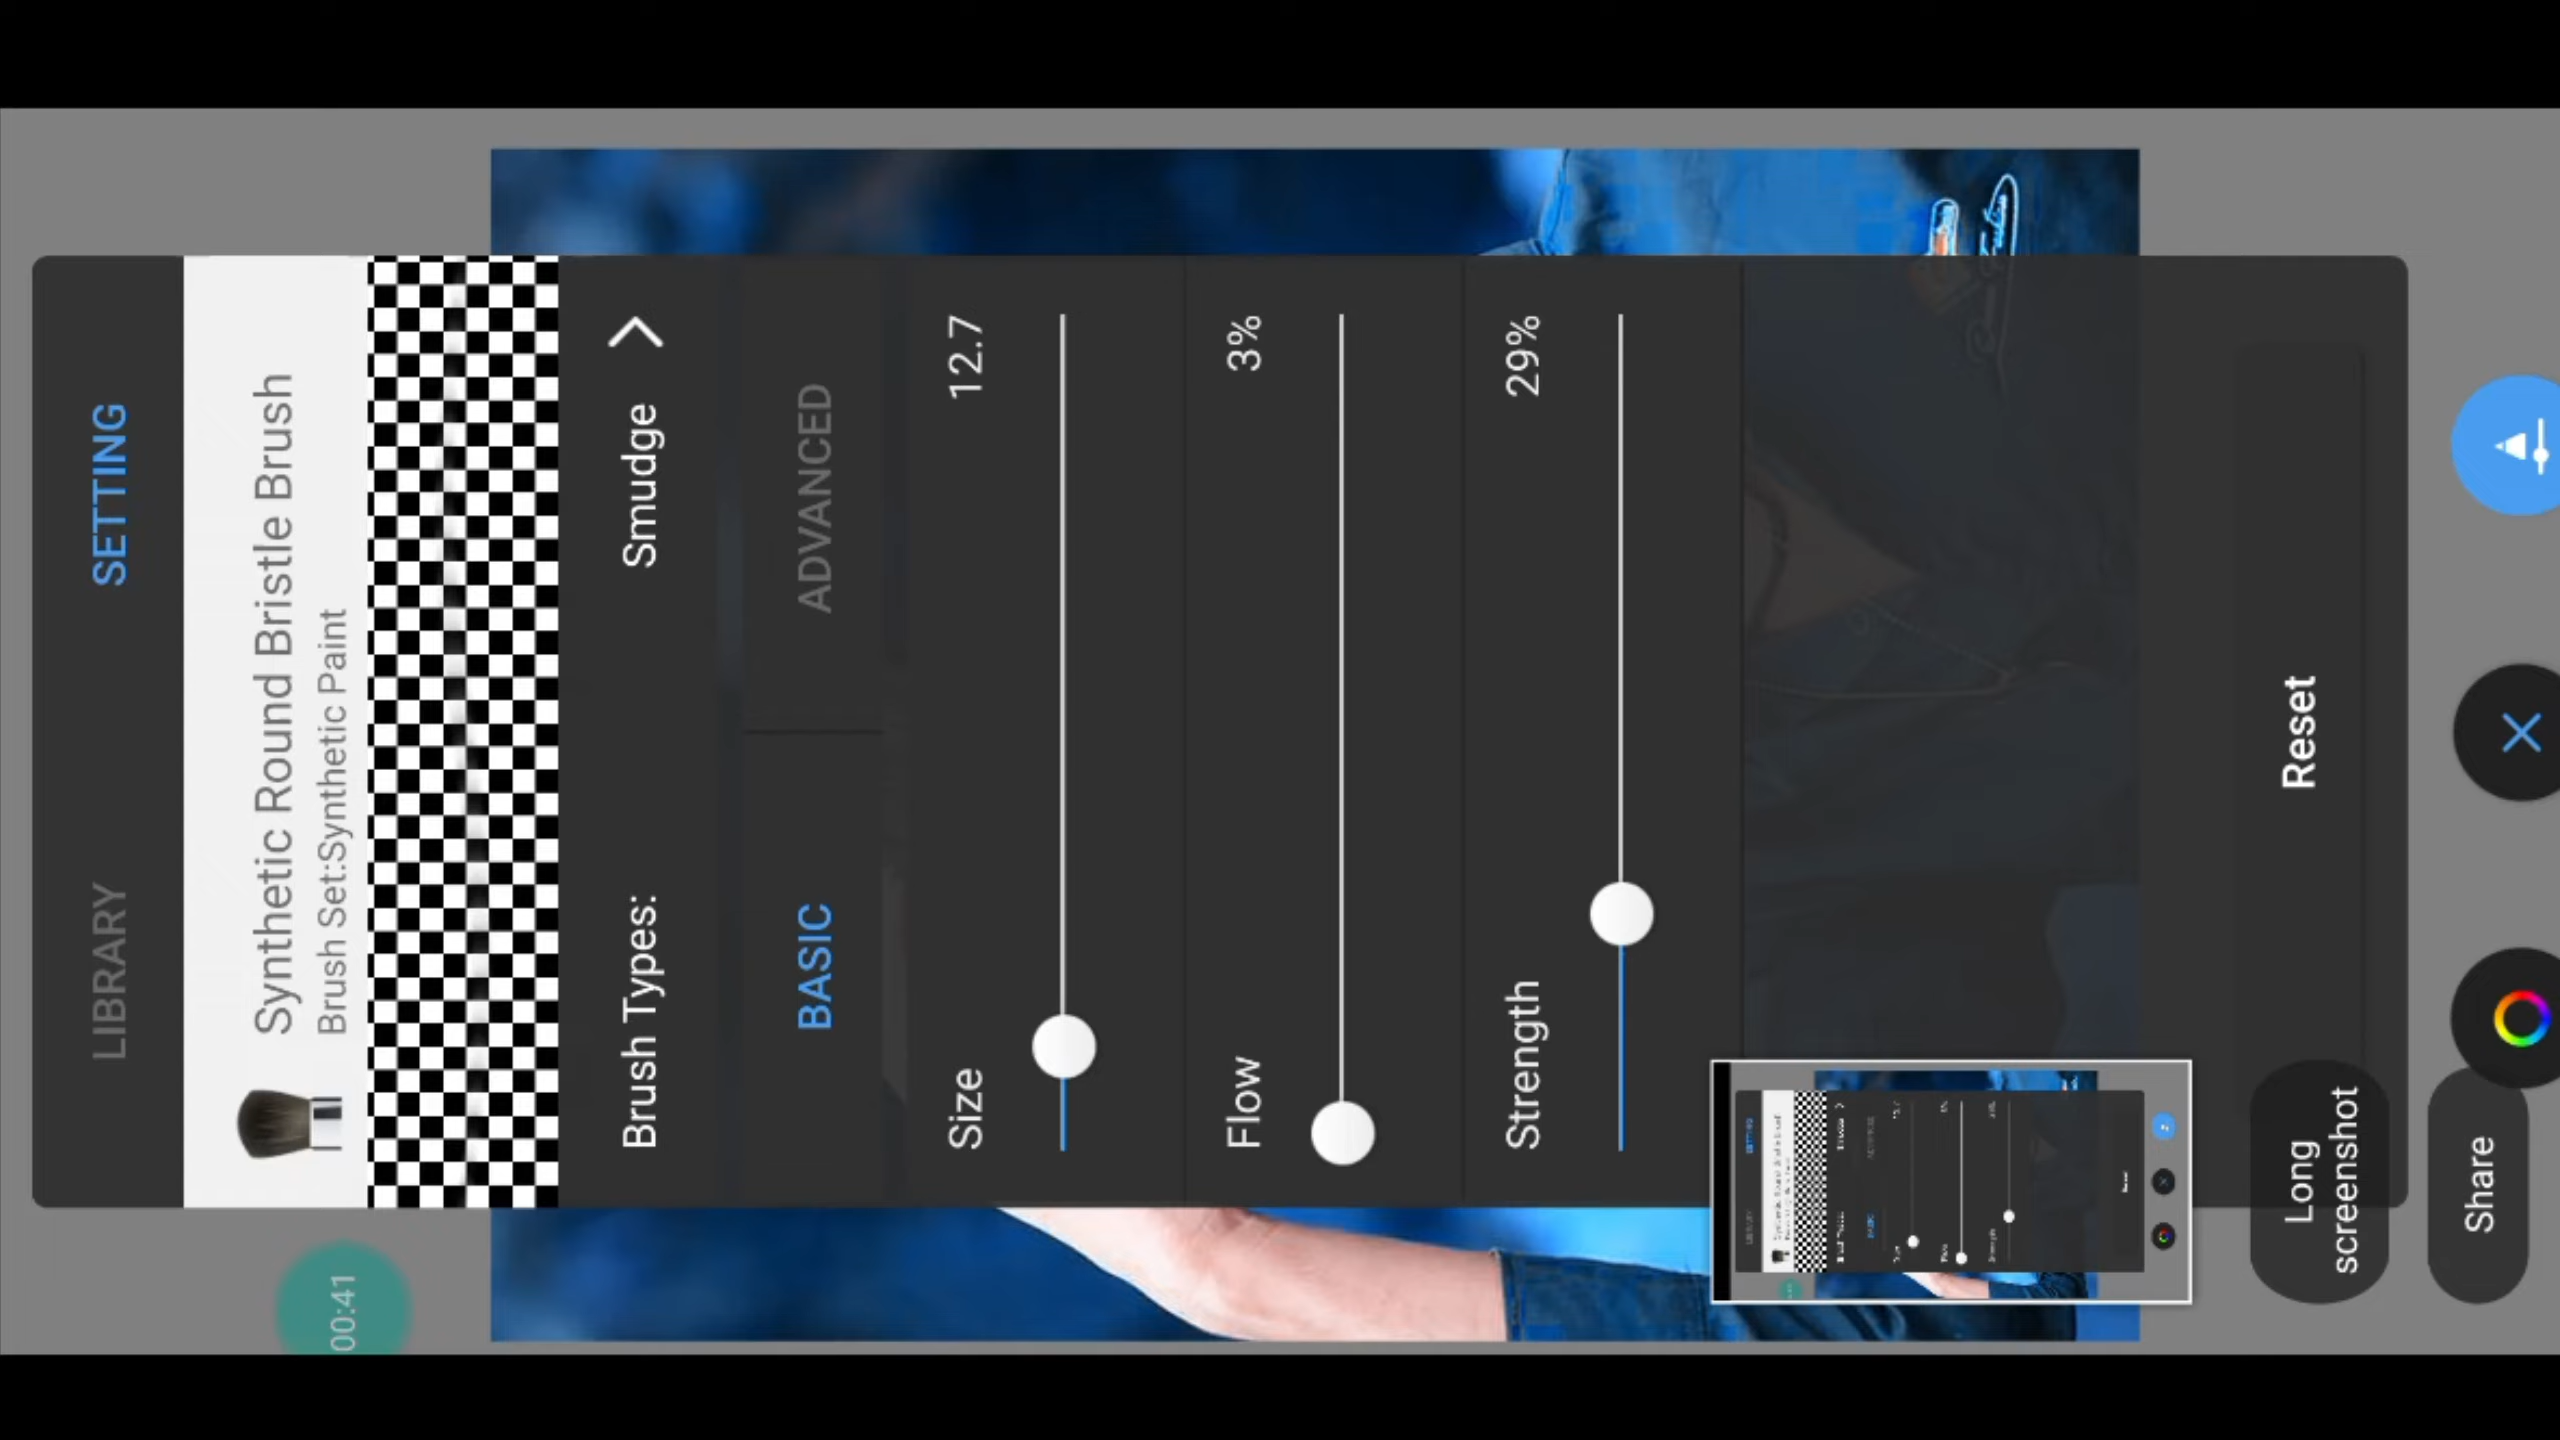 LIBRARY SETTING
Synthetic Round Bristle Brush
Brush Set:Synthetic Paint
Brush Types: Smudge
BASIC ADVANCED
Size 12.7
Flow 3%
Strength 29%
Reset
00:41
Long
screenshot
Share